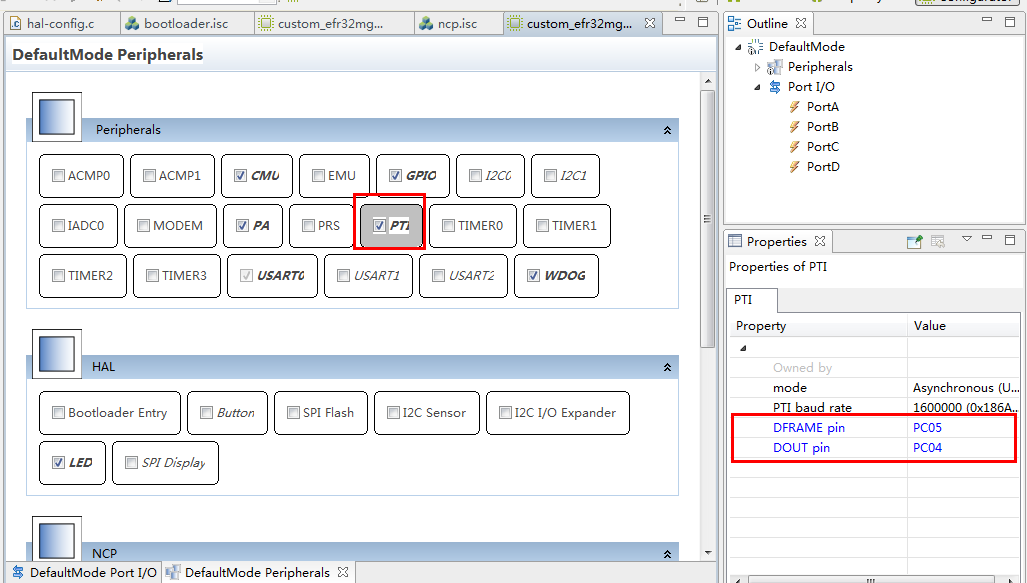 hal-config.c
bootloader.isc
custom_efr32mg...
ncp.isc
custom_efr32mg...
DefaultMode Peripherals
Peripherals
ACMP0 ACMP1 CMU EMU GPIO I2C0 I2C1
IADC0 MODEM PA PRS PTI TIMER0 TIMER1
TIMER2 TIMER3 USART0 USART1 USART2 WDOG
HAL
Bootloader Entry Button SPI Flash I2C Sensor I2C I/O Expander
LED SPI Display
NCP
DefaultMode Port I/O DefaultMode Peripherals
Outline
DefaultMode
Peripherals
Port I/O
PortA
PortB
PortC
PortD
Properties
Properties of PTI
PTI
Property Value
Owned by
mode Asynchronous (U...
PTI baud rate 1600000 (0x186A...
DFRAME pin PC05
DOUT pin PC04